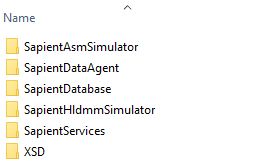 Name
SapientAsmSimulator
SapientDataAgent
SapientDatabase
SapientHldmmSimulator
SapientServices
XSD